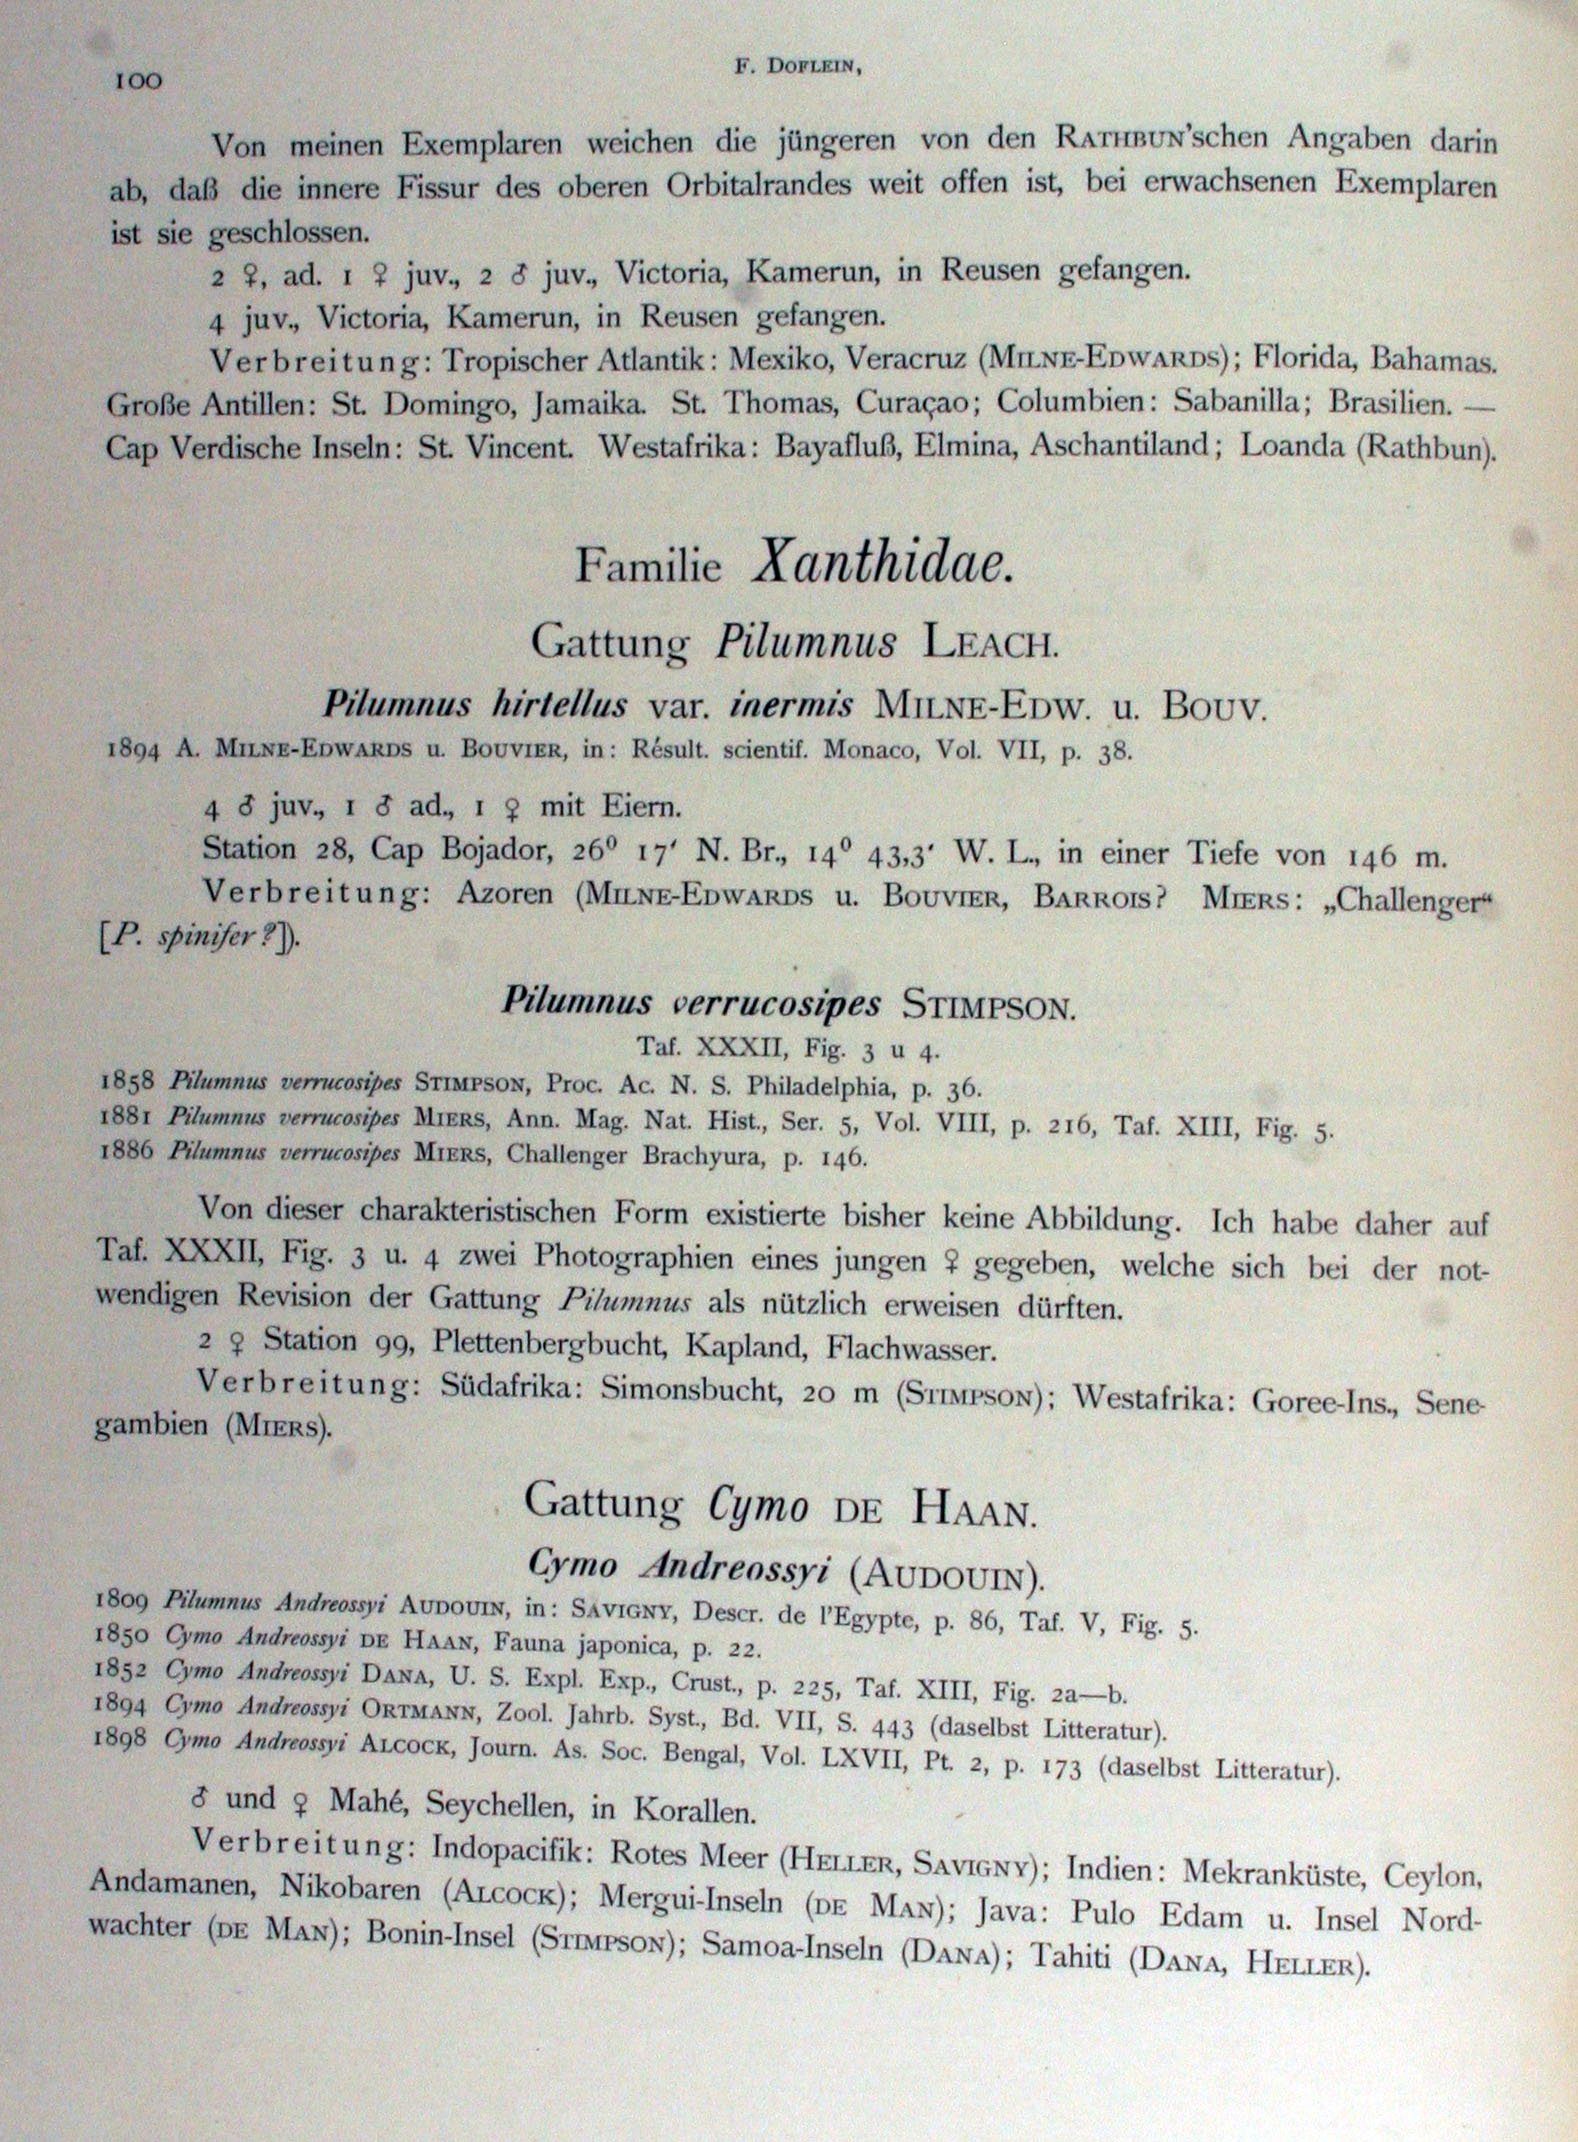 100
F. DOFLEIN,
Von meinen Exemplaren weichen die jüngeren von den RATHBUN'schen Angaben darin
ab, daß die innere Fissur des oberen Orbitalrandes weit offen ist, bei erwachsenen Exemplaren
ist sie geschlossen.
2 ♀, ad. 1 ♀ juv., 2 ♂ juv., Victoria, Kamerun, in Reusen gefangen.
4 juv., Victoria, Kamerun, in Reusen gefangen.
Verbreitung: Tropischer Atlantik: Mexiko, Veracruz (MILNE-EDWARDS); Florida, Bahamas.
Große Antillen: St. Domingo, Jamaika. St. Thomas, Curaçao; Columbien: Sabanilla; Brasilien. —
Cap Verdische Inseln: St. Vincent. Westafrika: Bayafluß, Elmina, Aschantiland; Loanda (Rathbun).
Familie Xanthidae.
Gattung Pilumnus LEACH.
Pilumnus hirtellus var. inermis MILNE-EDW. u. BOUV.
1894 A. MILNE-EDWARDS u. BOUVIER, in: Résult. scientif. Monaco, Vol. VII, p. 38.
4 ♂ juv., 1 ♂ ad., 1 ♀ mit Eiern.
Station 28, Cap Bojador, 26⁰ 17' N. Br., 14⁰ 43,3' W. L., in einer Tiefe von 146 m.
Verbreitung: Azoren (MILNE-EDWARDS u. BOUVIER, BARROIS? MIERS: „Challenger“
[P. spinifer?]).
Pilumnus verrucosipes STIMPSON.
Taf. XXXII, Fig. 3 u 4.
1858 Pilumnus verrucosipes STIMPSON, Proc. Ac. N. S. Philadelphia, p. 36.
1881 Pilumnus verrucosipes MIERS, Ann. Mag. Nat. Hist., Ser. 5, Vol. VIII, p. 216, Taf. XIII, Fig. 5.
1886 Pilumnus verrucosipes MIERS, Challenger Brachyura, p. 146.
Von dieser charakteristischen Form existierte bisher keine Abbildung. Ich habe daher auf
Taf. XXXII, Fig. 3 u. 4 zwei Photographien eines jungen ♀ gegeben, welche sich bei der not-
wendigen Revision der Gattung Pilumnus als nützlich erweisen dürften.
2 ♀ Station 99, Plettenbergbucht, Kapland, Flachwasser.
Verbreitung: Südafrika: Simonsbucht, 20 m (STIMPSON); Westafrika: Goree-Ins., Sene-
gambien (MIERS).
Gattung Cymo DE HAAN.
Cymo Andreossyi (AUDOUIN).
1809 Pilumnus Andreossyi AUDOUIN, in: SAVIGNY, Descr. de l'Egypte, p. 86, Taf. V, Fig. 5.
1850 Cymo Andreossyi DE HAAN, Fauna japonica, p. 22.
1852 Cymo Andreossyi DANA, U. S. Expl. Exp., Crust., p. 225, Taf. XIII, Fig. 2a—b.
1894 Cymo Andreossyi ORTMANN, Zool. Jahrb. Syst., Bd. VII, S. 443 (daselbst Litteratur).
1898 Cymo Andreossyi ALCOCK, Journ. As. Soc. Bengal, Vol. LXVII, Pt. 2, p. 173 (daselbst Litteratur).
♂ und ♀ Mahé, Seychellen, in Korallen.
Verbreitung: Indopacifik: Rotes Meer (HELLER, SAVIGNY); Indien: Mekranküste, Ceylon,
Andamanen, Nikobaren (ALCOCK); Mergui-Inseln (DE MAN); Java: Pulo Edam u. Insel Nord-
wachter (DE MAN); Bonin-Insel (STIMPSON); Samoa-Inseln (DANA); Tahiti (DANA, HELLER).